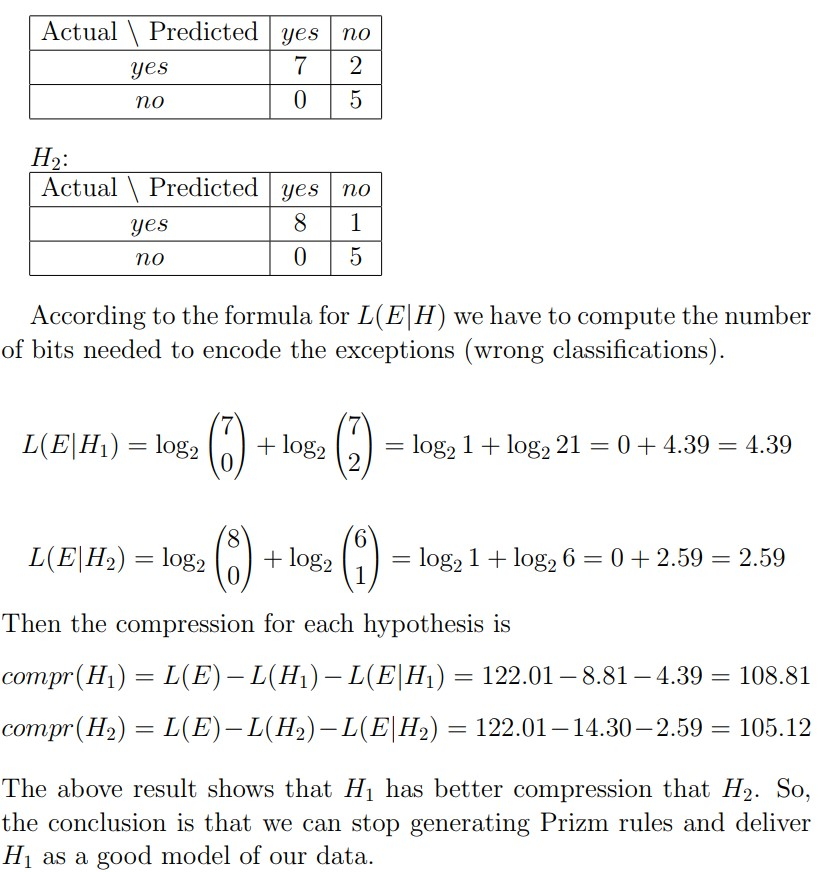 Actual \ Predicted yes no
yes 7 2
no 0 5
H₂:
Actual \ Predicted yes no
yes 8 1
no 0 5
According to the formula for L(E|H) we have to compute the number
of bits needed to encode the exceptions (wrong classifications).
L(E|H₁) = log₂ (7 0) + log₂ (7 2) = log₂ 1 + log₂ 21 = 0 + 4.39 = 4.39
L(E|H₂) = log₂ (8 0) + log₂ (6 1) = log₂ 1 + log₂ 6 = 0 + 2.59 = 2.59
Then the compression for each hypothesis is
compr(H₁) = L(E) − L(H₁) − L(E|H₁) = 122.01 − 8.81 − 4.39 = 108.81
compr(H₂) = L(E) − L(H₂) − L(E|H₂) = 122.01 − 14.30 − 2.59 = 105.12
The above result shows that H₁ has better compression that H₂. So,
the conclusion is that we can stop generating Prizm rules and deliver
H₁ as a good model of our data.